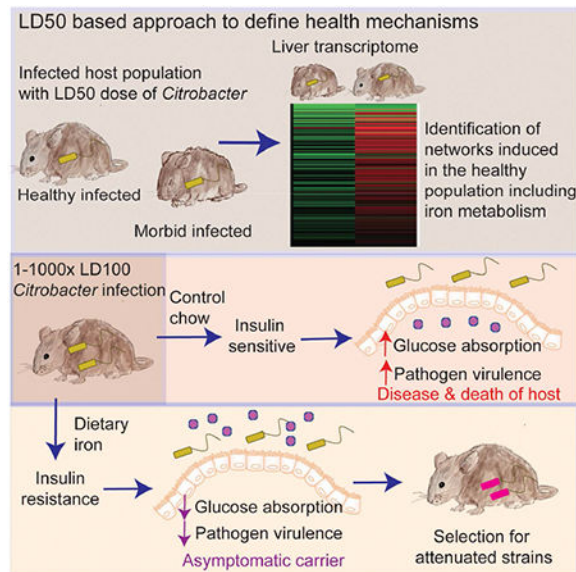 LD50 based approach to define health mechanisms
Liver transcriptome
Infected host population
with LD50 dose of Citrobacter
Healthy infected
Morbid infected
Identification of
networks induced
in the healthy
population including
iron metabolism
1-1000x LD100
Citrobacter infection
Control
chow
Insulin
sensitive
Glucose absorption
Pathogen virulence
Disease & death of host
Dietary
iron
Insulin
resistance
Glucose absorption
Pathogen virulence
Asymptomatic carrier
Selection for
attenuated strains